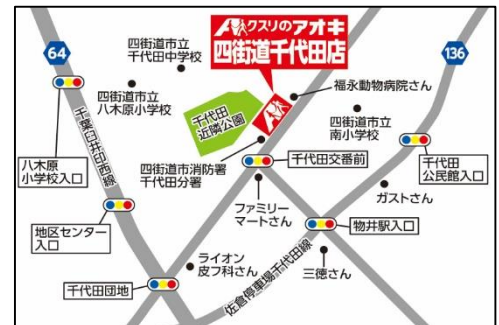 64
四街道市立
千代田中学校
クスリのアオキ
四街道千代田店
136
福永動物病院さん
四街道市立
八木原小学校
千代田
近隣公園
四街道市立
南小学校
千葉臼井印西線
八木原
小学校入口
四街道市消防署
千代田分署
千代田交番前
千代田
公民館入口
地区センター
入口
ファミリー
マートさん
ガストさん
物井駅入口
ライオン
皮フ科さん
三徳さん
千代田団地
佐倉停車場千代田線